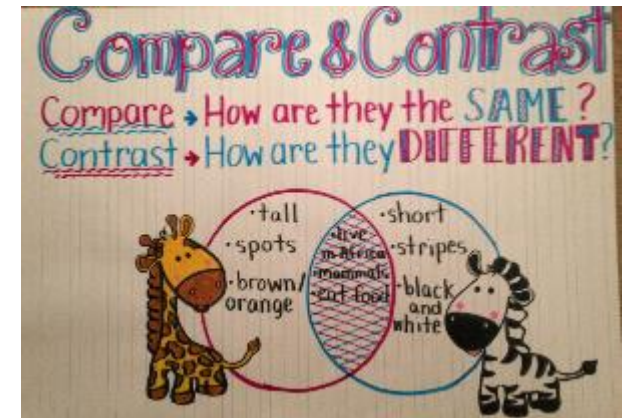 Compare & Contrast
Compare → How are they the SAME?
Contrast → How are they DIFFERENT?
• tall
• spots
• brown/
orange
• live
in Africa
• mammals
• eat food
• short
• stripes
• black
and
white